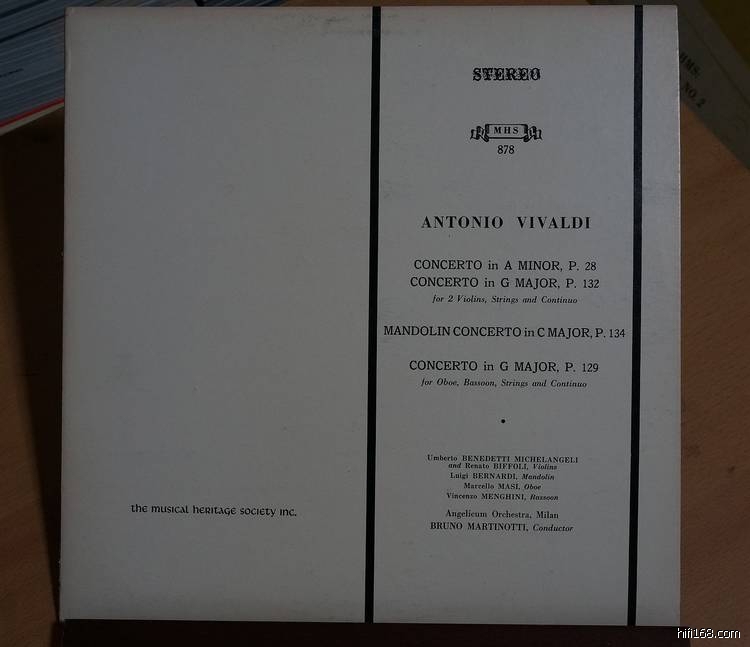 STEREO
MHS
878
ANTONIO VIVALDI
CONCERTO in A MINOR, P. 28
CONCERTO in G MAJOR, P. 132
for 2 Violins, Strings and Continuo
MANDOLIN CONCERTO in C MAJOR, P. 134
CONCERTO in G MAJOR, P. 129
for Oboe, Bassoon, Strings and Continuo
Umberto BENEDETTI MICHELANGELI
and Renato BIFFOLI, Violins
Luigi BERNARDI, Mandolin
Marcello MASI, Oboe
Vincenzo MENGHINI, Bassoon
Angelicum Orchestra, Milan
BRUNO MARTINOTTI, Conductor
the musical heritage society inc.
NO. 2
hifi168.com